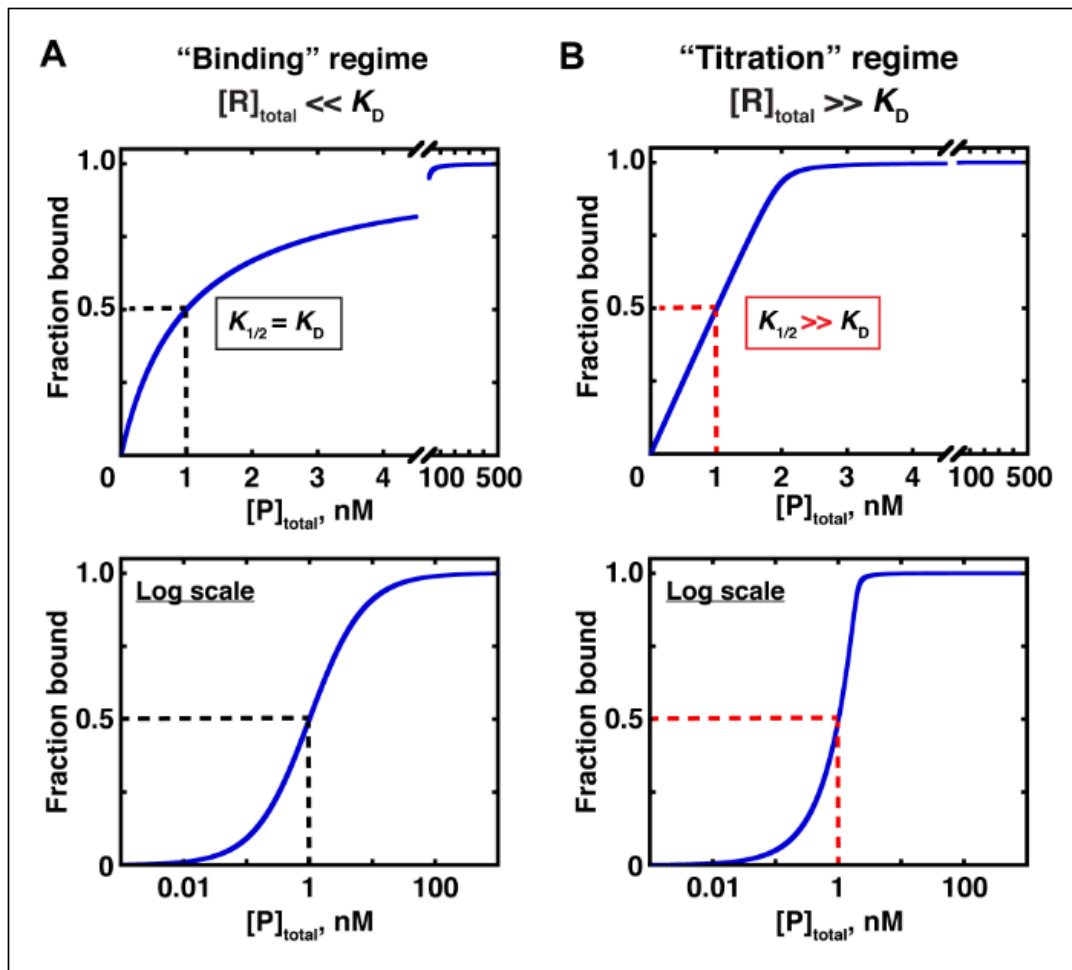 A
“Binding” regime
[R]total << KD
1.0
0.5
Fraction bound
K1/2 = KD
0 1 2 3 4 100 500
[P]total, nM
1.0
Log scale
0.5
Fraction bound
0
0.01 1 100
[P]total, nM
B
“Titration” regime
[R]total >> KD
1.0
0.5
Fraction bound
K1/2 >> KD
0 1 2 3 4 100 500
[P]total, nM
1.0
Log scale
0.5
Fraction bound
0
0.01 1 100
[P]total, nM